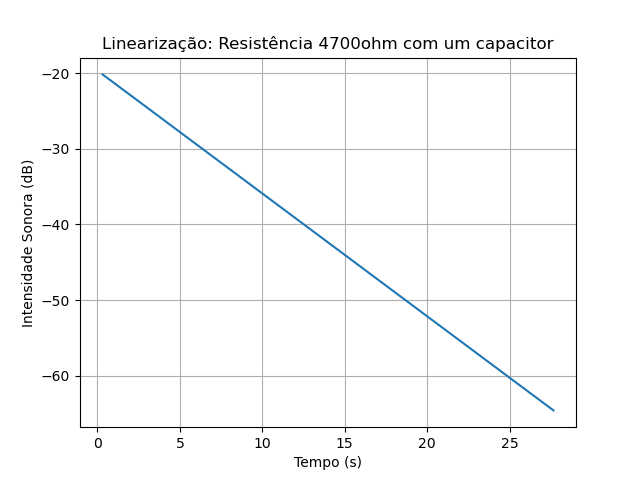 Linearização: Resistência 4700ohm com um capacitor
−20
−30
−40
−50
−60
Intensidade Sonora (dB)
0 5 10 15 20 25
Tempo (s)